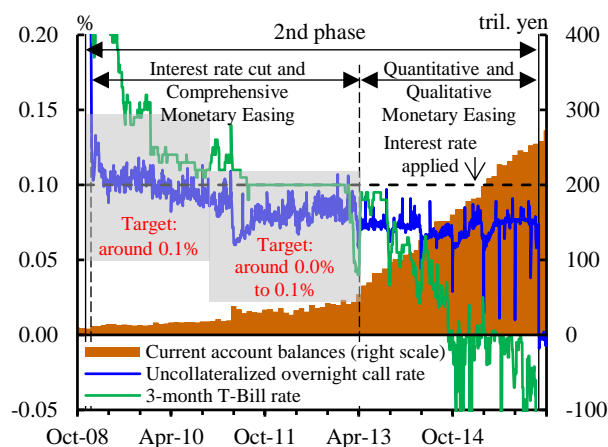 % tril. yen
0.20 2nd phase 400
Interest rate cut and Quantitative and
Comprehensive Qualitative
Monetary Easing Monetary Easing
0.15 300
Interest rate
applied
0.10 200
Target:
around 0.1%
Target:
around 0.0%
to 0.1%
0.05 100
0.00 0
Current account balances (right scale)
Uncollateralized overnight call rate
3-month T-Bill rate
-0.05 -100
Oct-08 Apr-10 Oct-11 Apr-13 Oct-14